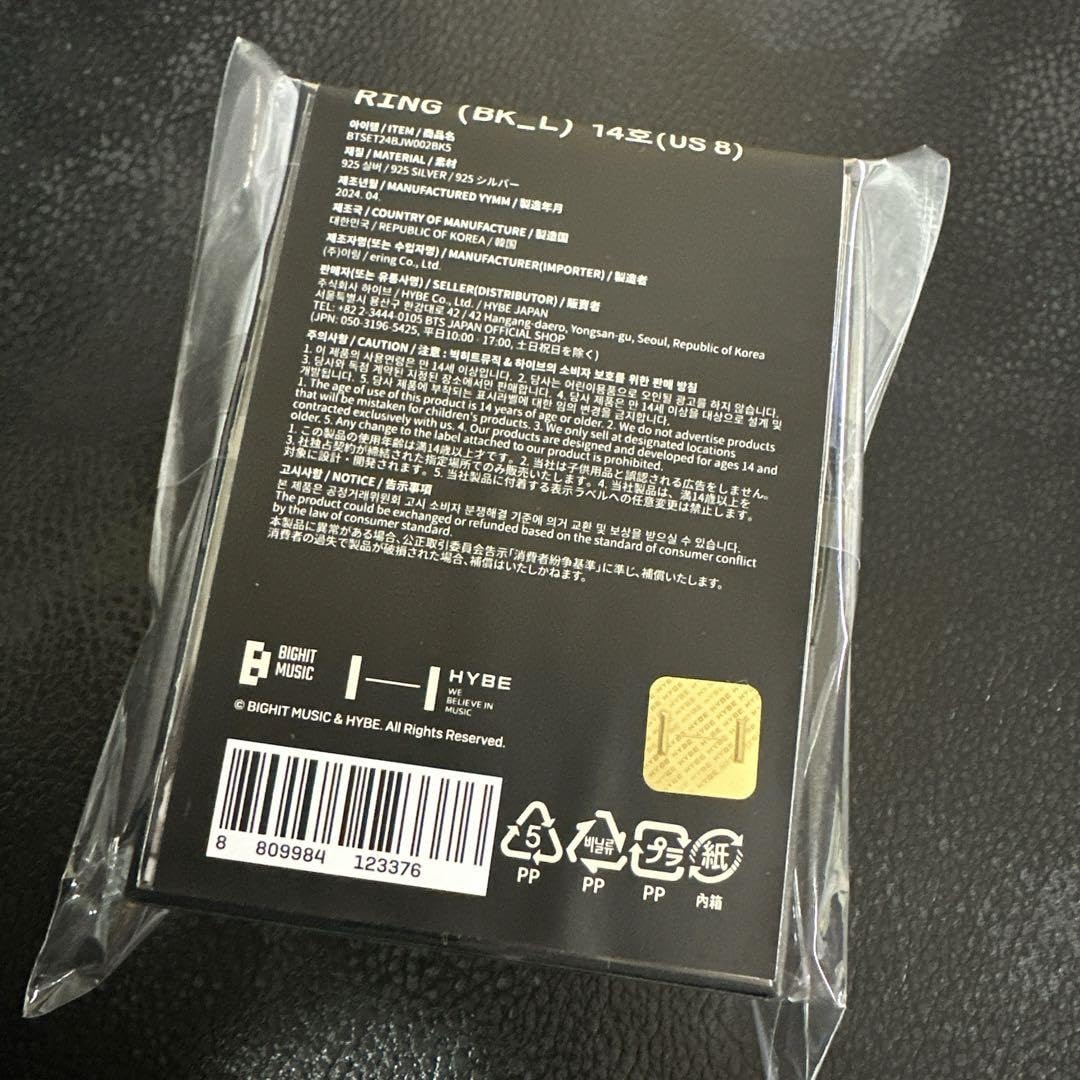 RING (BK_L) 14호(US 8)
아이템 / ITEM / 商品名
BTSET24BJW002BK5
재질 / MATERIAL / 素材
925 실버 / 925 SILVER / 925 シルバー
제조년월 / MANUFACTURED YYMM / 製造年月
2024. 04.
제조국 / COUNTRY OF MANUFACTURE / 製造国
대한민국 / REPUBLIC OF KOREA / 韓国
제조자명(또는 수입자명) / MANUFACTURER(IMPORTER) / 製造者
(주)이링 / ering Co., Ltd.
판매자(또는 유통사명) / SELLER(DISTRIBUTOR) / 販賣者
주식회사 하이브 / HYBE Co., Ltd. / HYBE JAPAN
서울특별시 용산구 한강대로 42 / 42 Hangang-daero, Yongsan-gu, Seoul, Republic of Korea
TEL: +82 2-3444-0105 BTS JAPAN OFFICIAL SHOP
(JPN: 050-3196-5425, 平日10:00 - 17:00, 土日祝日を除く)
주의사항 / CAUTION / 注意 : 빅히트뮤직 & 하이브의 소비자 보호를 위한 판매 방침
1. 이 제품의 사용연령은 만 14세 이상입니다. 2. 당사는 어린이용품으로 오인될 광고를 하지 않습니다.
3. 당사와 독점 계약된 지정된 장소에서만 판매합니다. 4. 당사 제품은 만 14세 이상을 대상으로 설계 및
개발됩니다. 5. 당사 제품에 부착되는 표시라벨에 대한 임의 변경을 금지합니다.
1. The age of use of this product is 14 years of age or older. 2. We do not advertise products
that will be mistaken for children's products. 3. We only sell at designated locations
contracted exclusively with us. 4. Our products are designed and developed for ages 14 and
older. 5. Any change to the label attached to our product is prohibited.
1. この製品の使用年齢は満14歳以上才です。2. 当社は子供用品と誤認される広告をしません。
3. 社独占契約が締結された指定場所でのみ販売いたします。4. 当社製品は、満14歳以上を
対象に設計・開発されます。5. 当社製品に付着する表示ラベルへの任意変更は禁止します。
고시사항 / NOTICE / 告示事項
본 제품은 공정거래위원회 고시 소비자 분쟁해결 기준에 의거 교환 및 보상을 받으실 수 있습니다.
The product could be exchanged or refunded based on the standard of consumer conflict
by the law of consumer standard.
本製品に異常がある場合、公正取引委員会告示「消費者紛争基準」に準じ、補償いたします。
消費者の過失で製品が破損された場合、補償はいたしかねます。
BIGHIT
MUSIC
HYBE
WE
BELIEVE IN
MUSIC
© BIGHIT MUSIC & HYBE. All Rights Reserved.
HYBE HYBE HYBE
8 809984 123376
5
PP
비닐류
PP
プラ
PP
紙
內箱